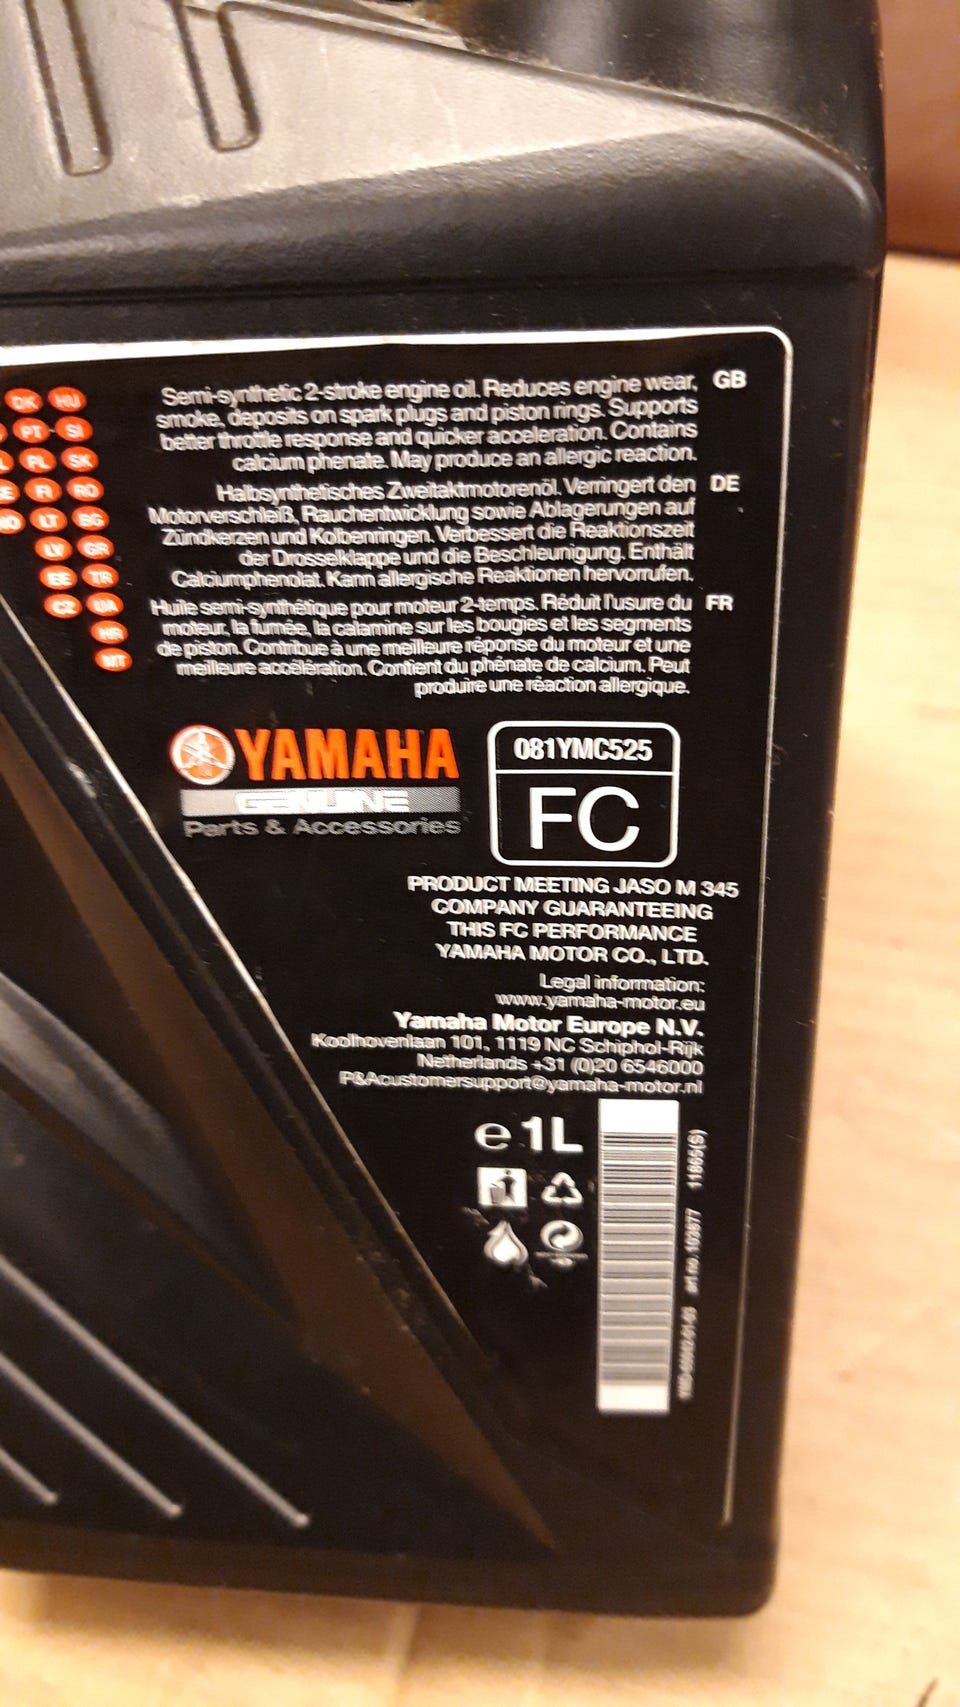 DK HU
PT SI
PL SK
FI RO
NO LT BG
LV GR
EE TR
CZ UA
HR
MT
Semi-synthetic 2-stroke engine oil. Reduces engine wear, GB
smoke, deposits on spark plugs and piston rings. Supports
better throttle response and quicker acceleration. Contains
calcium phenate. May produce an allergic reaction.
Halbsynthetisches Zweitaktmotorenöl. Verringert den DE
Motorverschleiß, Rauchentwicklung sowie Ablagerungen auf
Zündkerzen und Kolbenringen. Verbessert die Reaktionszeit
der Drosselklappe und die Beschleunigung. Enthält
Calciumphenolat. Kann allergische Reaktionen hervorrufen.
Huile semi-synthétique pour moteur 2-temps. Réduit l'usure du FR
moteur, la fumée, la calamine sur les bougies et les segments
de piston. Contribue à une meilleure réponse du moteur et une
meilleure accélération. Contient du phénate de calcium. Peut
produire une réaction allergique.
YAMAHA
GENUINE
Parts & Accessories
081YMC525
FC
PRODUCT MEETING JASO M 345
COMPANY GUARANTEEING
THIS FC PERFORMANCE
YAMAHA MOTOR CO., LTD.
Legal information:
www.yamaha-motor.eu
Yamaha Motor Europe N.V.
Koolhovenlaan 101, 1119 NC Schiphol-Rijk
Netherlands +31 (0)20 6546000
P&Acustomersupport@yamaha-motor.nl
e 1L
art.no. 103877 11865(S)